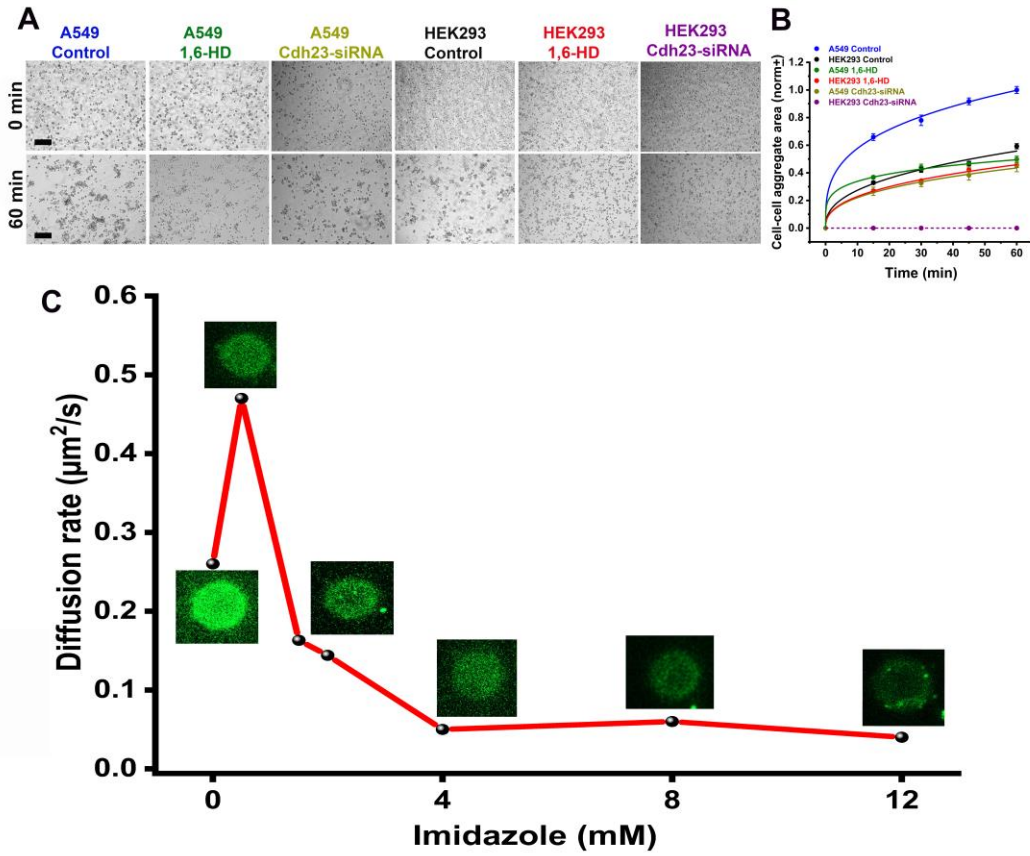 A
A549 Control
A549 1,6-HD
A549 Cdh23-siRNA
HEK293 Control
HEK293 1,6-HD
HEK293 Cdh23-siRNA
0 min
60 min
B
A549 Control
HEK293 Control
A549 1,6-HD
HEK293 1,6-HD
A549 Cdh23-siRNA
HEK293 Cdh23-siRNA
Cell-cell aggregate area (norm±)
1.0
0.8
0.6
0.4
0.2
0.0
0 10 20 30 40 50 60
Time (min)
C
Diffusion rate (µm²/s)
0.6
0.5
0.4
0.3
0.2
0.1
0.0
0 4 8 12
Imidazole (mM)